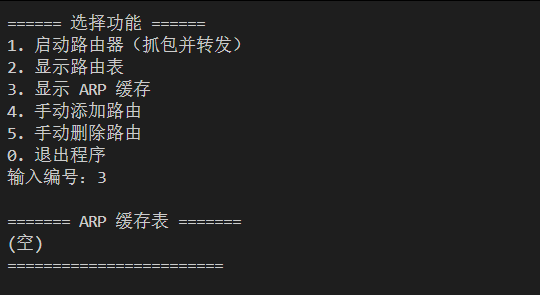 ====== 选择功能 ======
1. 启动路由器（抓包并转发）
2. 显示路由表
3. 显示 ARP 缓存
4. 手动添加路由
5. 手动删除路由
0. 退出程序
输入编号：3
======= ARP 缓存表 =======
(空)
========================